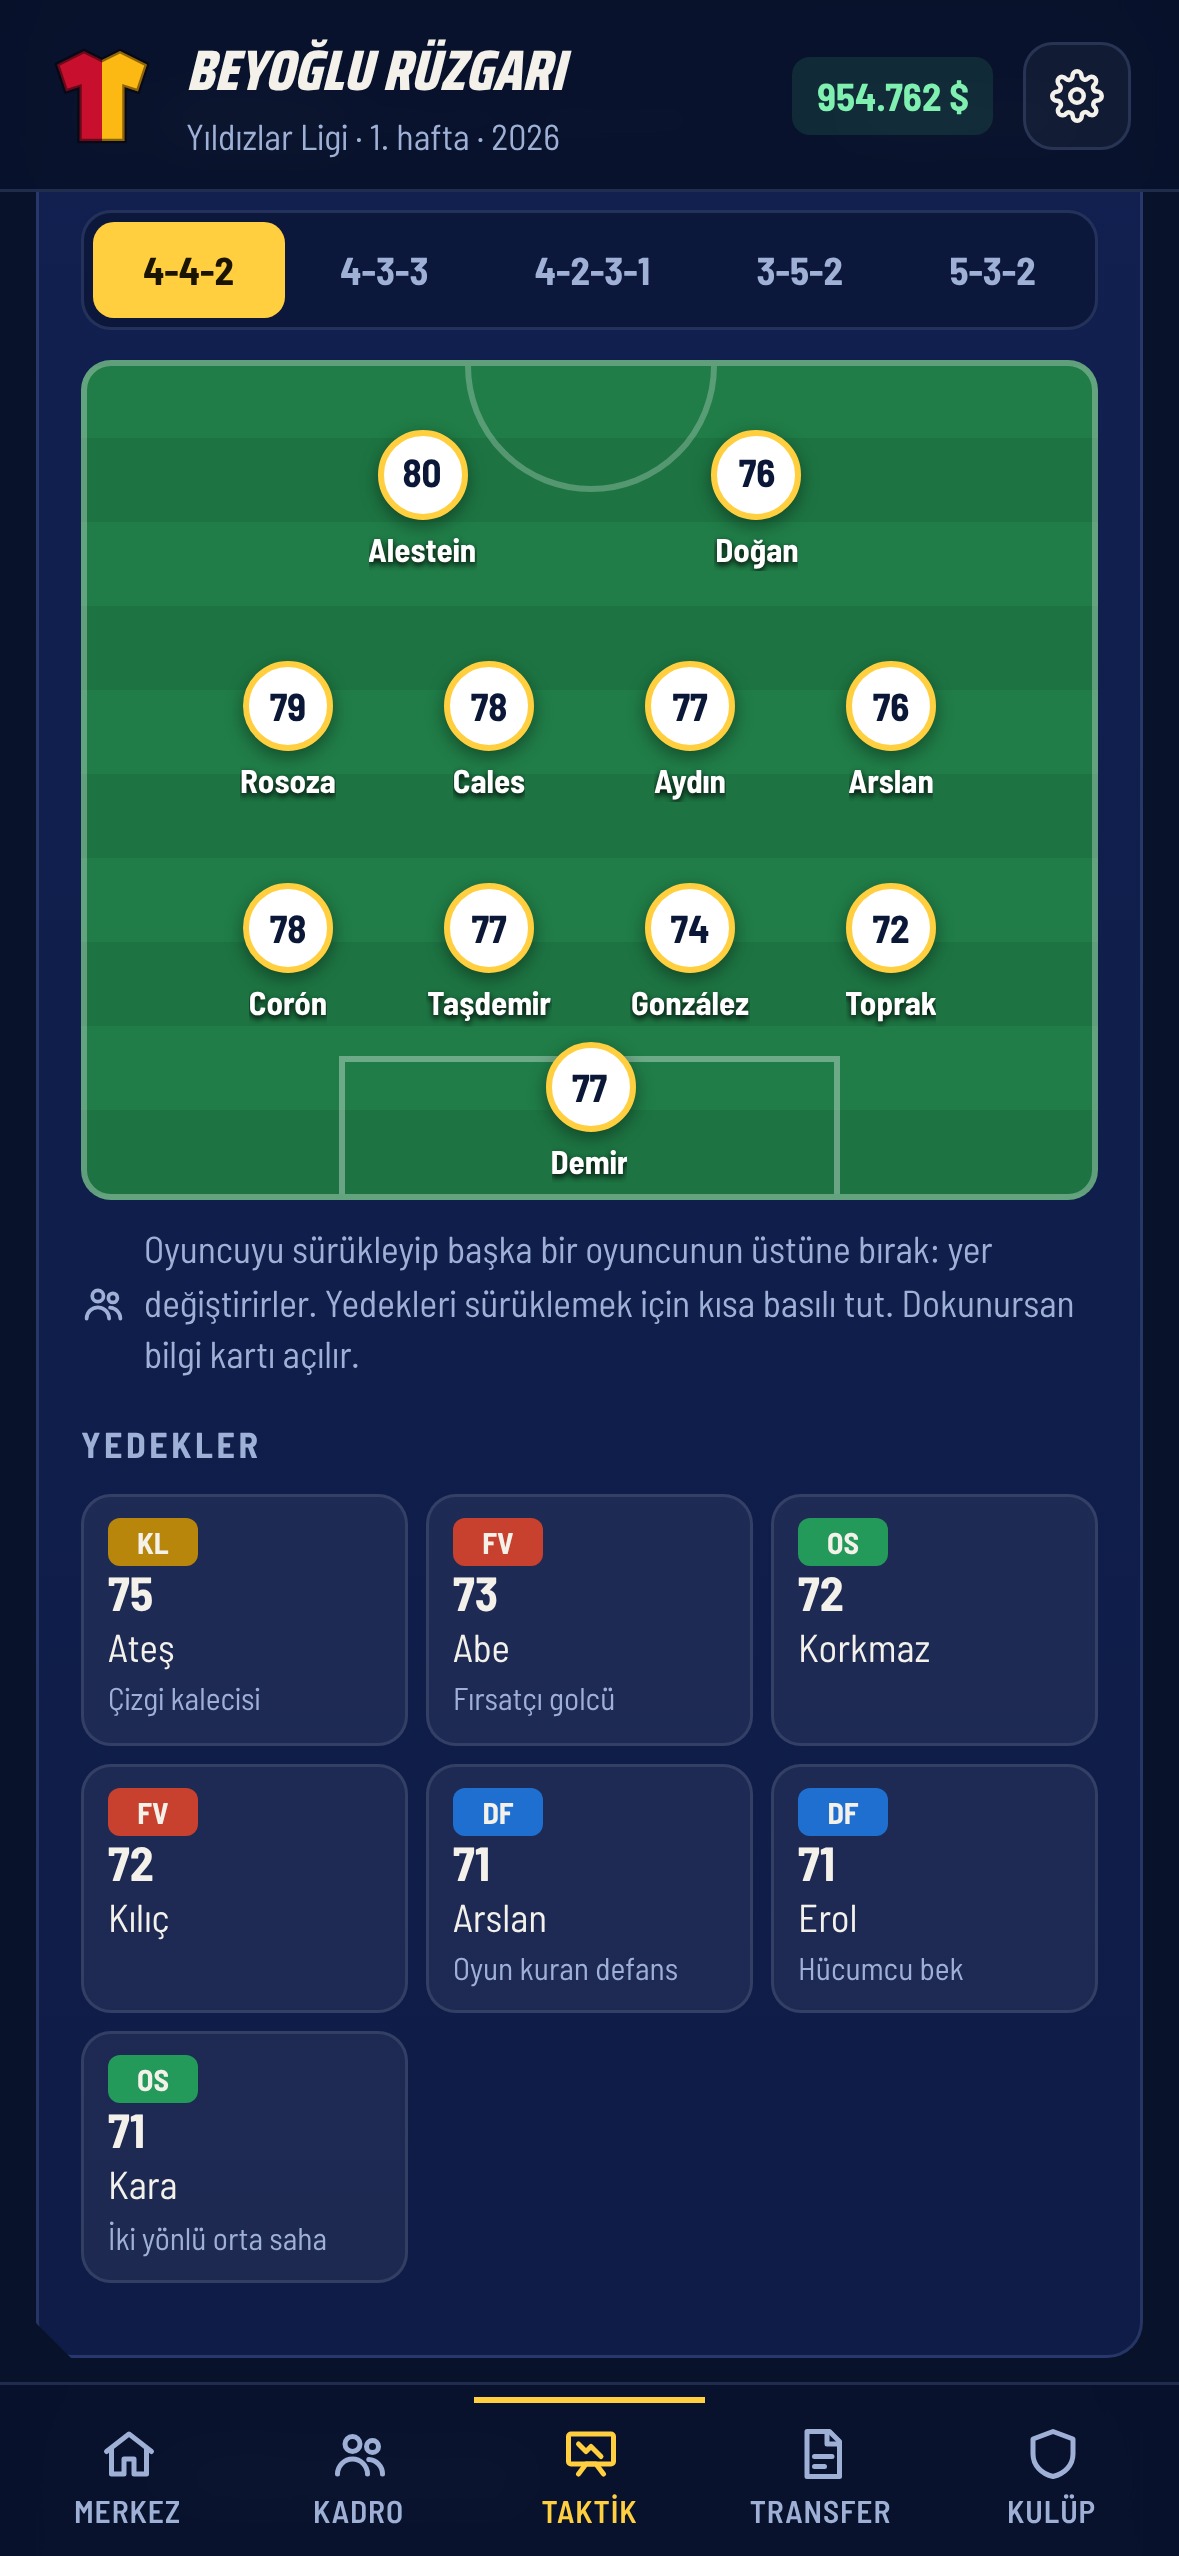 BEYOĞLU RÜZGARI
Yıldızlar Ligi · 1. hafta · 2026
954.762 $
4-4-2
4-3-3
4-2-3-1
3-5-2
5-3-2
80
76
Alestein
Doğan
79
78
77
76
Rosoza
Cales
Aydın
Arslan
78
77
74
72
Corón
Taşdemir
González
Toprak
77
Demir
Oyuncuyu sürükleyip başka bir oyuncunun üstüne bırak: yer
değiştirirler. Yedekleri sürüklemek için kısa basılı tut. Dokunursan
bilgi kartı açılır.
YEDEKLER
KL
75
Ateş
Çizgi kalecisi
FV
73
Abe
Fırsatçı golcü
OS
72
Korkmaz
FV
72
Kılıç
DF
71
Arslan
Oyun kuran defans
DF
71
Erol
Hücumcu bek
OS
71
Kara
İki yönlü orta saha
MERKEZ
KADRO
TAKTİK
TRANSFER
KULÜP